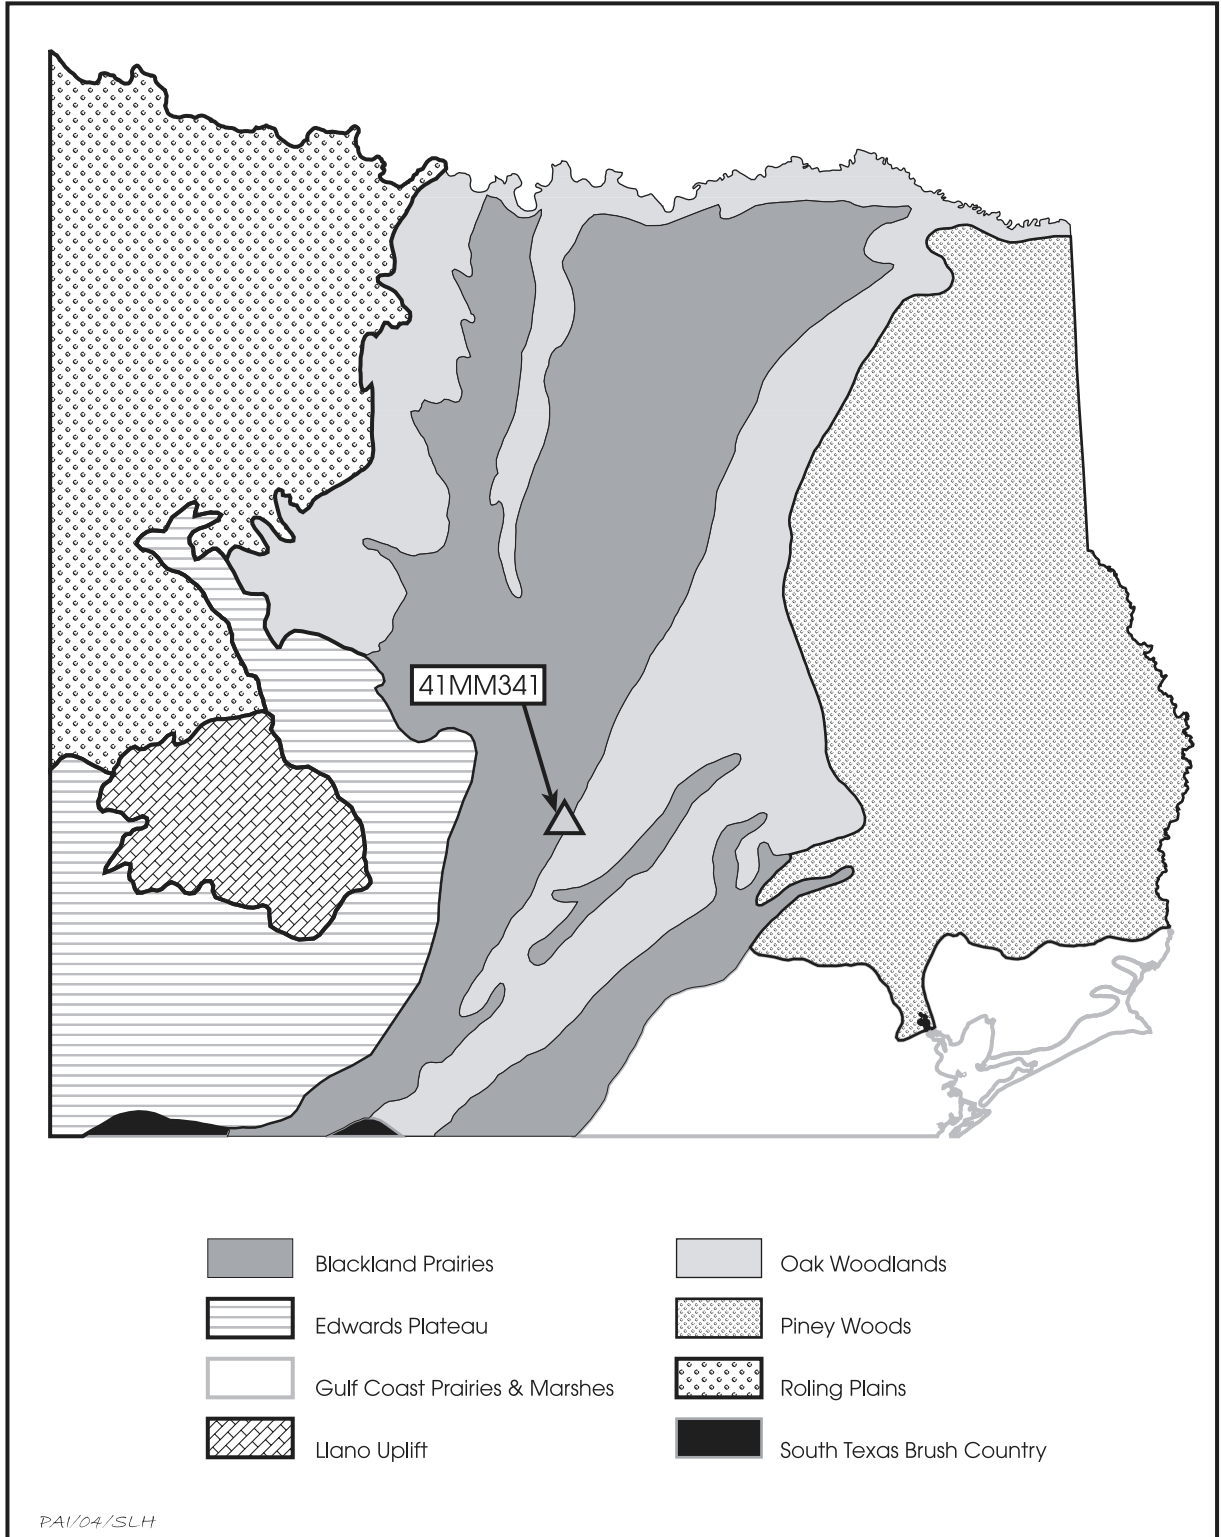 41MM341
Blackland Prairies
Edwards Plateau
Gulf Coast Prairies & Marshes
Llano Uplift
Oak Woodlands
Piney Woods
Roling Plains
South Texas Brush Country
PAI/04/SLH